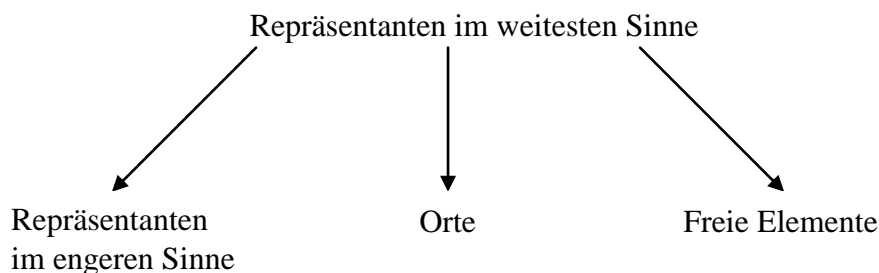 Repräsentanten im weitesten Sinne
Repräsentanten
im engeren Sinne
Orte
Freie Elemente